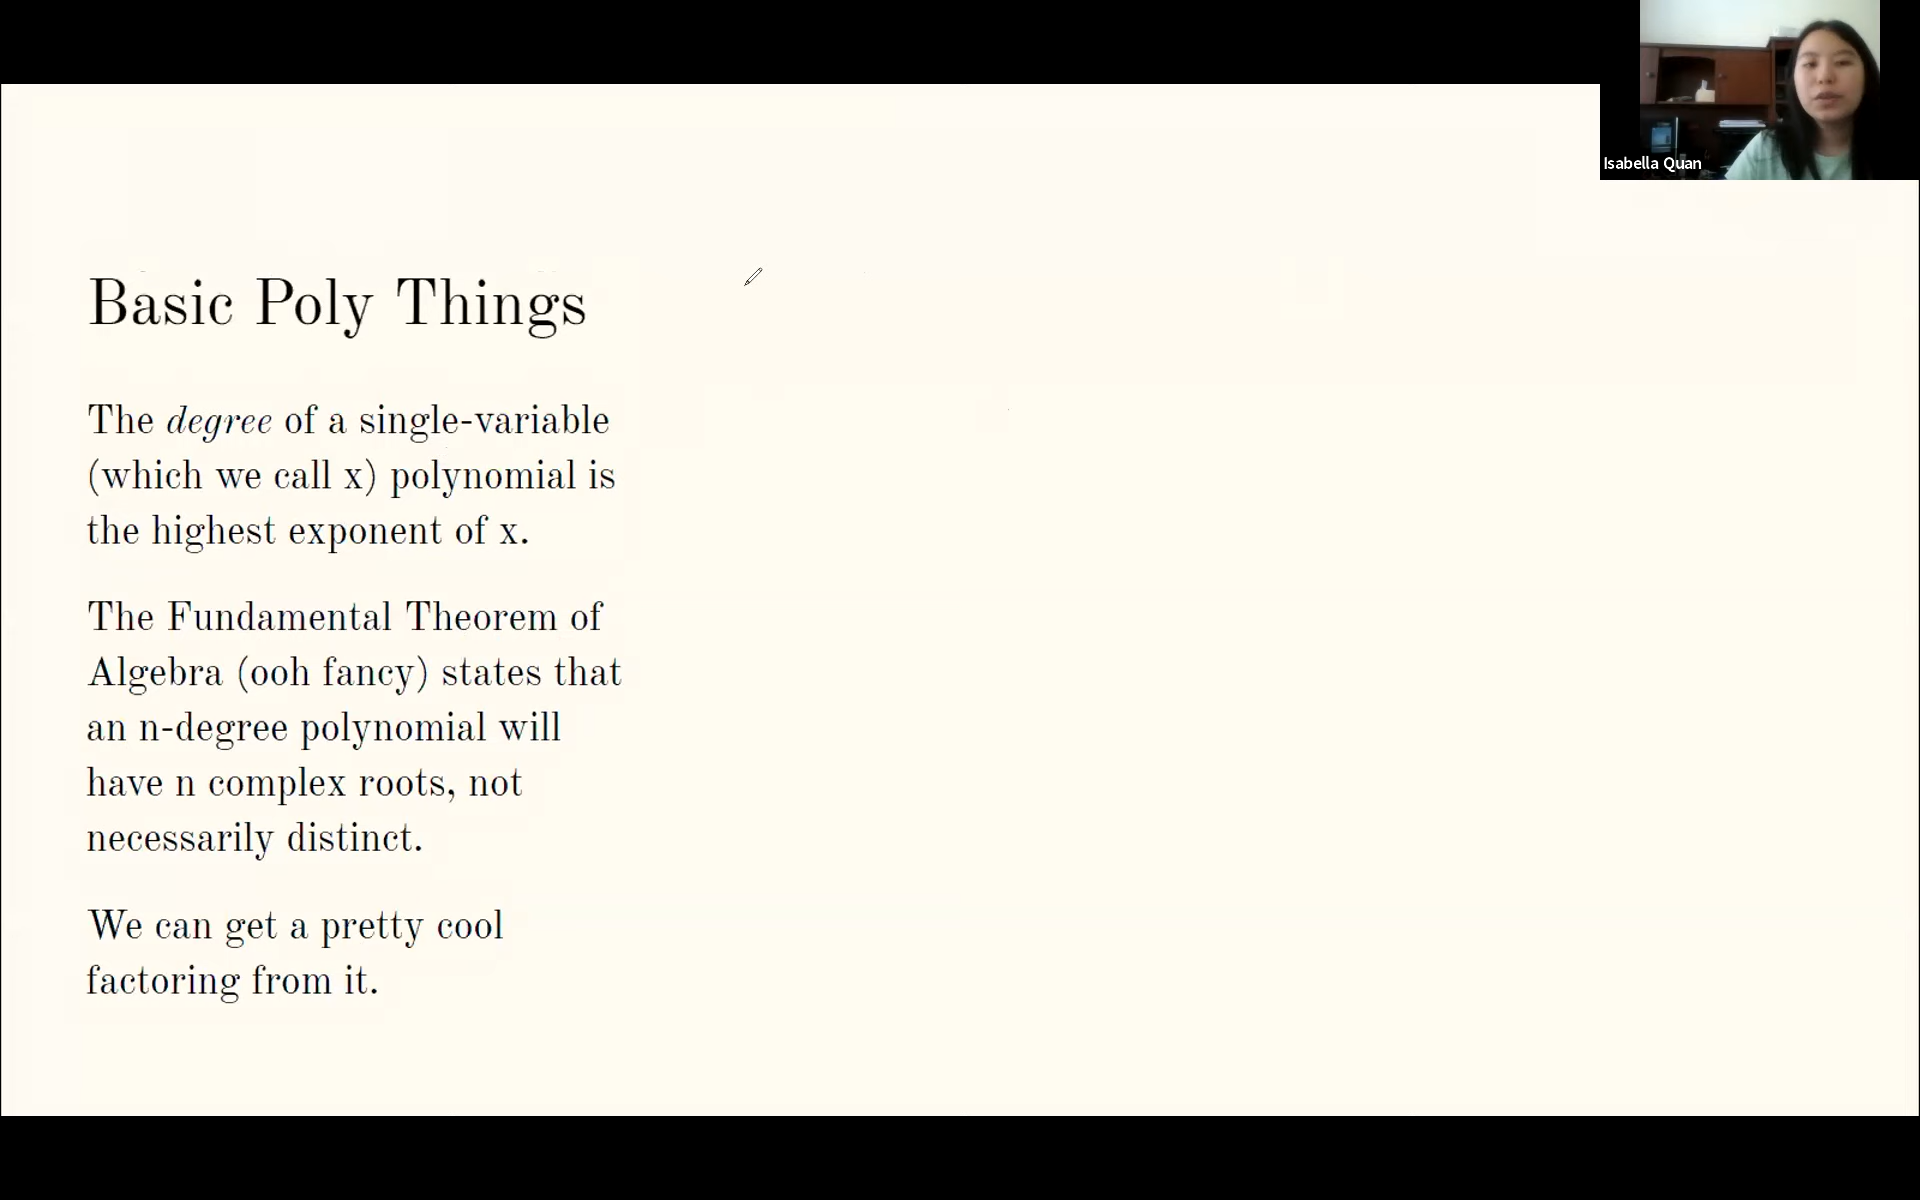 Isabella Quan
Basic Poly Things
The degree of a single-variable
(which we call x) polynomial is
the highest exponent of x.
The Fundamental Theorem of
Algebra (ooh fancy) states that
an n-degree polynomial will
have n complex roots, not
necessarily distinct.
We can get a pretty cool
factoring from it.